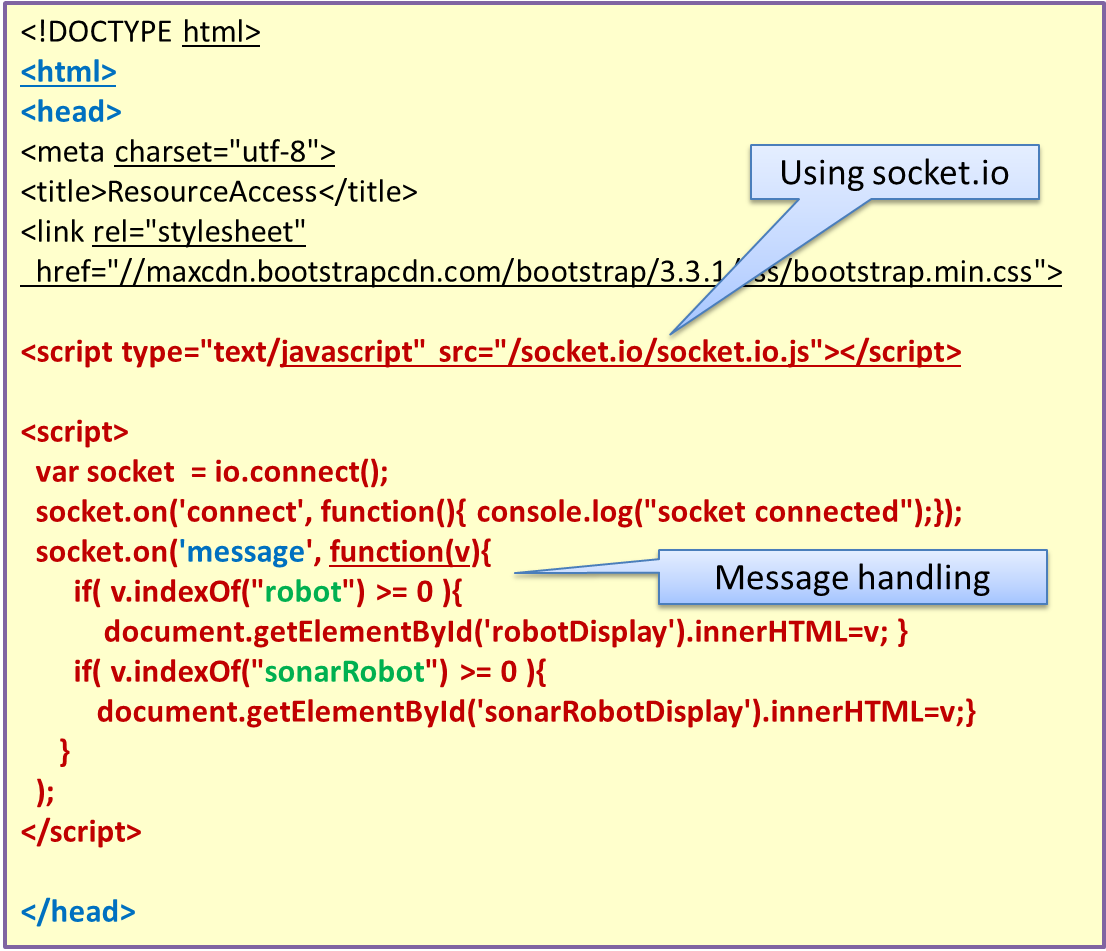 <!DOCTYPE html>
<html>
<head>
<meta charset="utf-8">
<title>ResourceAccess</title>
<link rel="stylesheet"
  href="//maxcdn.bootstrapcdn.com/bootstrap/3.3.1/css/bootstrap.min.css">
Using socket.io
<script type="text/javascript"  src="/socket.io/socket.io.js"></script>
<script>
  var socket  = io.connect();
  socket.on('connect', function(){ console.log("socket connected");});
  socket.on('message', function(v){
Message handling
     if( v.indexOf("robot") >= 0 ){
         document.getElementById('robotDisplay').innerHTML=v; }
     if( v.indexOf("sonarRobot")  >= 0 ){
        document.getElementById('sonarRobotDisplay').innerHTML=v;}
    }
  );
</script>
</head>